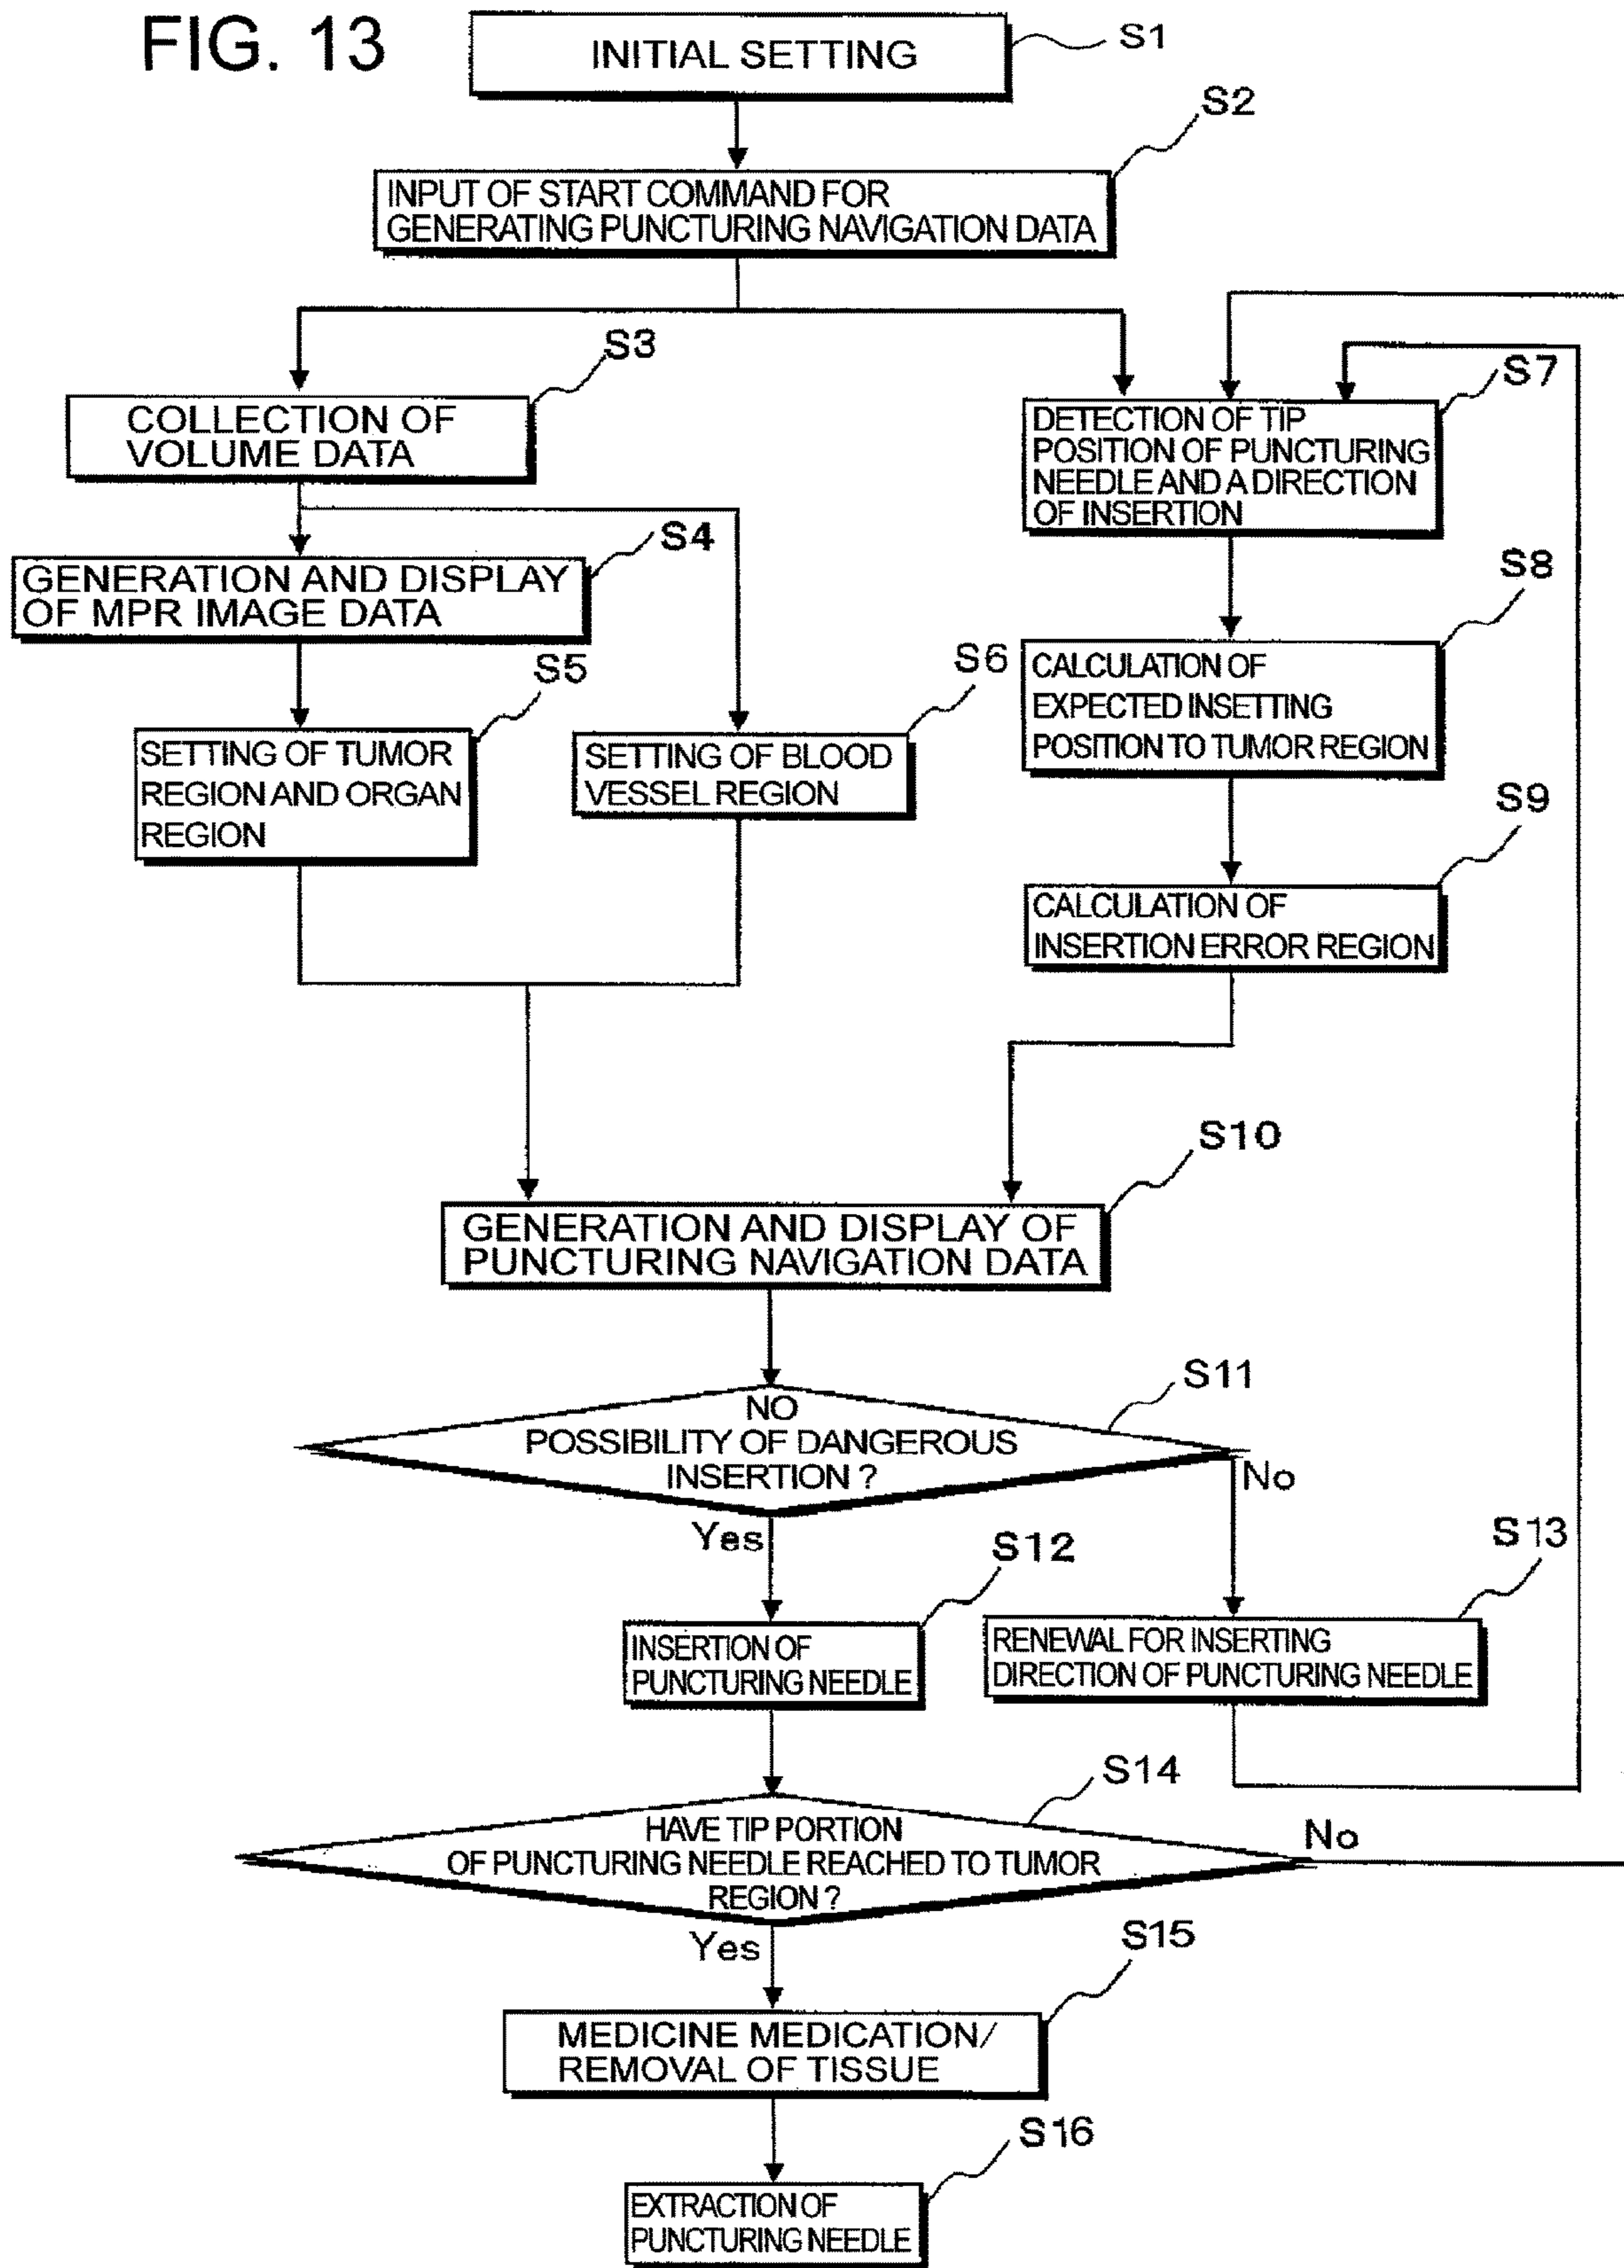 FIG. 13
INITIAL SETTING
S1
S2
INPUT OF START COMMAND FOR
GENERATING PUNCTURING NAVIGATION DATA
S3
COLLECTION OF
VOLUME DATA
S7
DETECTION OF TIP
POSITION OF PUNCTURING
NEEDLE AND A DIRECTION
OF INSERTION
S4
GENERATION AND DISPLAY
OF MPR IMAGE DATA
S8
CALCULATION OF
EXPECTED INSETTING
POSITION TO TUMOR REGION
S5
SETTING OF TUMOR
REGION AND ORGAN
REGION
S6
SETTING OF BLOOD
VESSEL REGION
S9
CALCULATION OF
INSERTION ERROR REGION
S10
GENERATION AND DISPLAY OF
PUNCTURING NAVIGATION DATA
S11
NO
POSSIBILITY OF DANGEROUS
INSERTION ?
No
Yes
S12
INSERTION OF
PUNCTURING NEEDLE
S13
RENEWAL FOR INSERTING
DIRECTION OF PUNCTURING NEEDLE
S14
HAVE TIP PORTION
OF PUNCTURING NEEDLE REACHED TO TUMOR
REGION ?
No
Yes
S15
MEDICINE MEDICATION/
REMOVAL OF TISSUE
S16
EXTRACTION OF
PUNCTURING NEEDLE